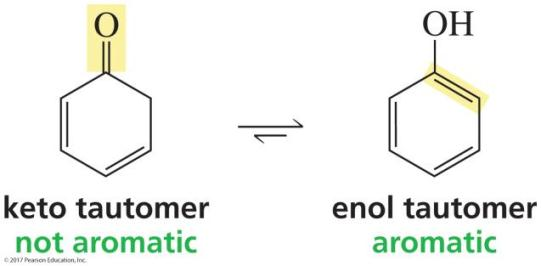 O
OH
keto tautomer
enol tautomer
not aromatic
aromatic
© 2017 Pearson Education, Inc.